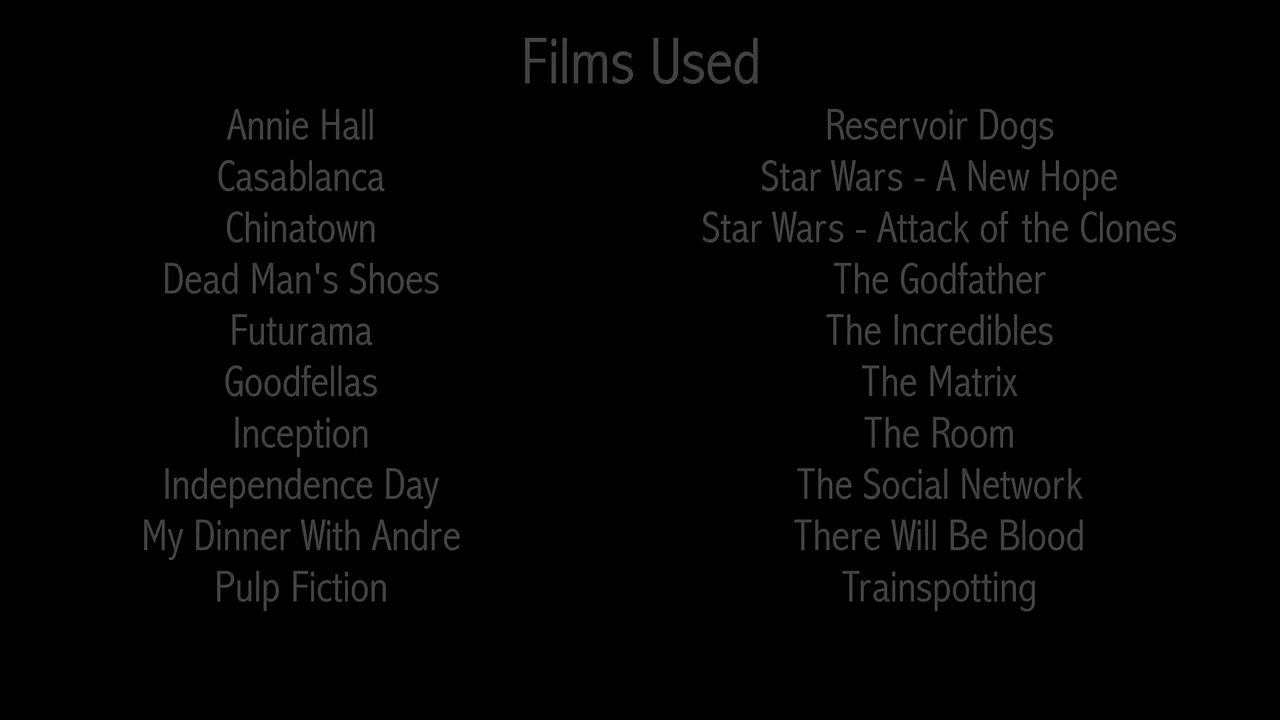 Films Used
Annie Hall
Casablanca
Chinatown
Dead Man's Shoes
Futurama
Goodfellas
Inception
Independence Day
My Dinner With Andre
Pulp Fiction
Reservoir Dogs
Star Wars - A New Hope
Star Wars - Attack of the Clones
The Godfather
The Incredibles
The Matrix
The Room
The Social Network
There Will Be Blood
Trainspotting